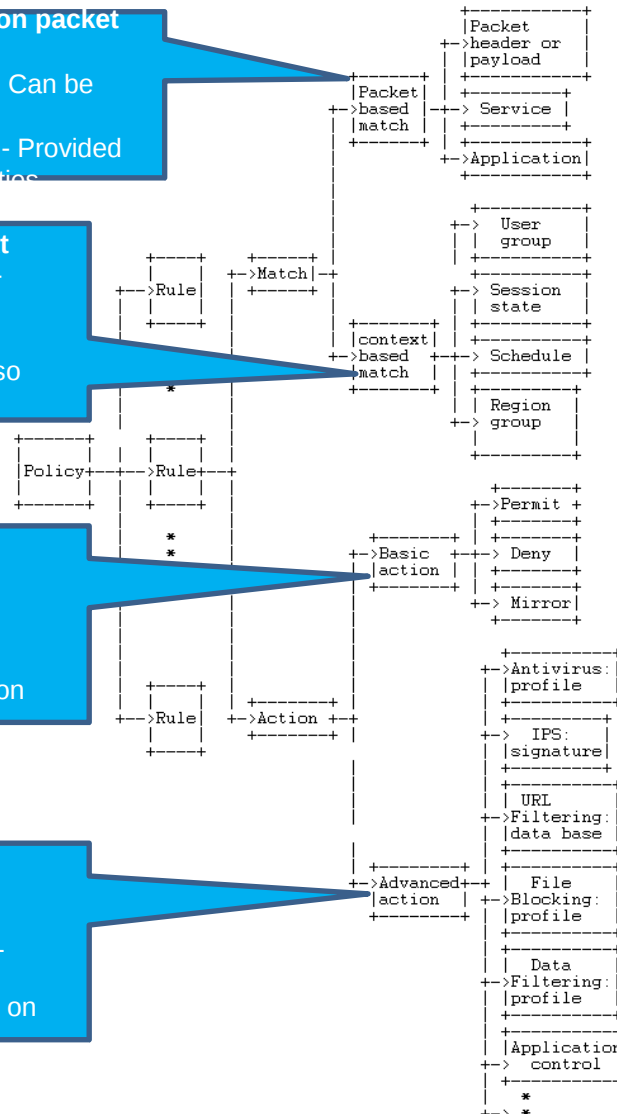 on packet
Can be
- Provided
so
on
-
on
Packet
header or
payload
Packet
based
match
Service
Application
User
group
Match
Rule
Session
state
context
based
match
Schedule
*
Region
group
Policy
Rule
Permit
*
*
Basic
action
Deny
Mirror
Antivirus:
profile
Rule
Action
IPS:
signature
URL
Filtering:
data base
Advanced
action
File
Blocking:
profile
Data
Filtering:
profile
Application
control
*
*